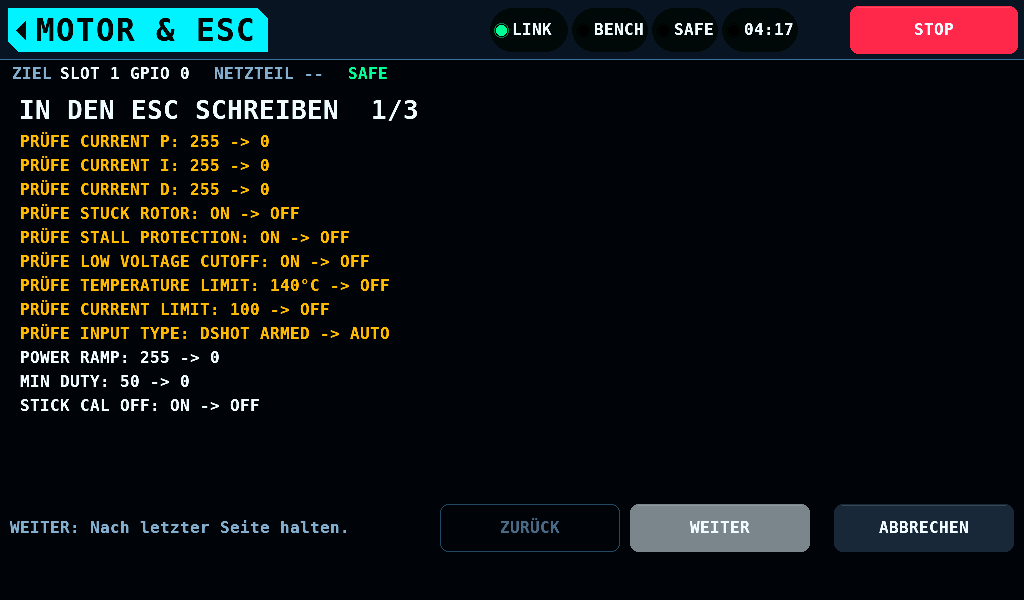 MOTOR & ESC
LINK
BENCH
SAFE
04:17
STOP
ZIEL SLOT 1 GPIO 0 NETZTEIL -- SAFE
IN DEN ESC SCHREIBEN 1/3
PRÜFE CURRENT P: 255 -> 0
PRÜFE CURRENT I: 255 -> 0
PRÜFE CURRENT D: 255 -> 0
PRÜFE STUCK ROTOR: ON -> OFF
PRÜFE STALL PROTECTION: ON -> OFF
PRÜFE LOW VOLTAGE CUTOFF: ON -> OFF
PRÜFE TEMPERATURE LIMIT: 140°C -> OFF
PRÜFE CURRENT LIMIT: 100 -> OFF
PRÜFE INPUT TYPE: DSHOT ARMED -> AUTO
POWER RAMP: 255 -> 0
MIN DUTY: 50 -> 0
STICK CAL OFF: ON -> OFF
WEITER: Nach letzter Seite halten.
ZURÜCK
WEITER
ABBRECHEN